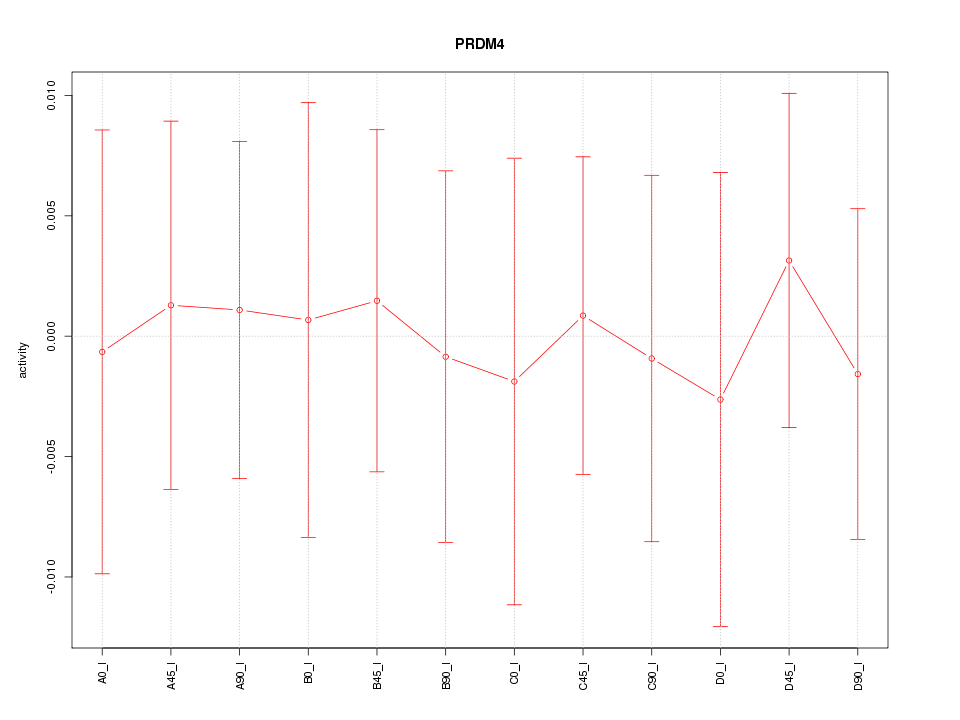 PRDM4
activity
0.010
0.005
0.000
-0.005
-0.010
A0_I
A45_I
A90_I
B0_I
B45_I
B90_I
C0_I
C45_I
C90_I
D0_I
D45_I
D90_I